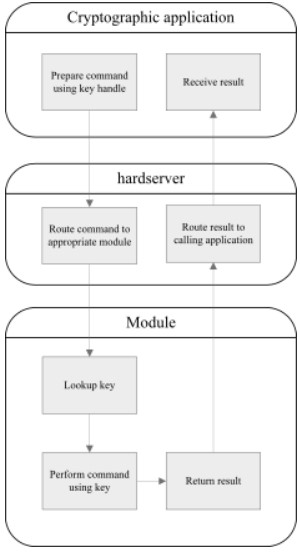 Cryptographic application
Prepare command
using key handle
Receive result
hardserver
Route command to
appropriate module
Route result to
calling application
Module
Lookup key
Perform command
using key
Return result